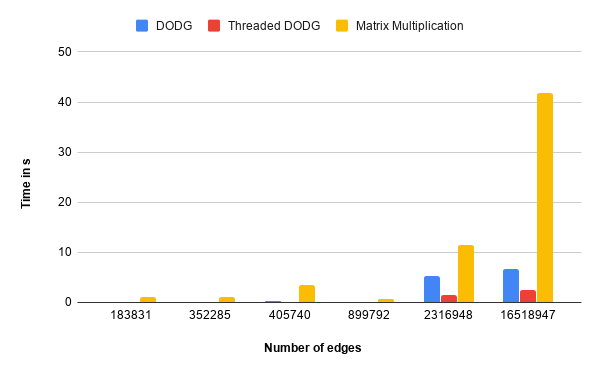 DODG Threaded DODG Matrix Multiplication
50
40
30
20
10
0
Time in s
183831 352285 405740 899792 2316948 16518947
Number of edges